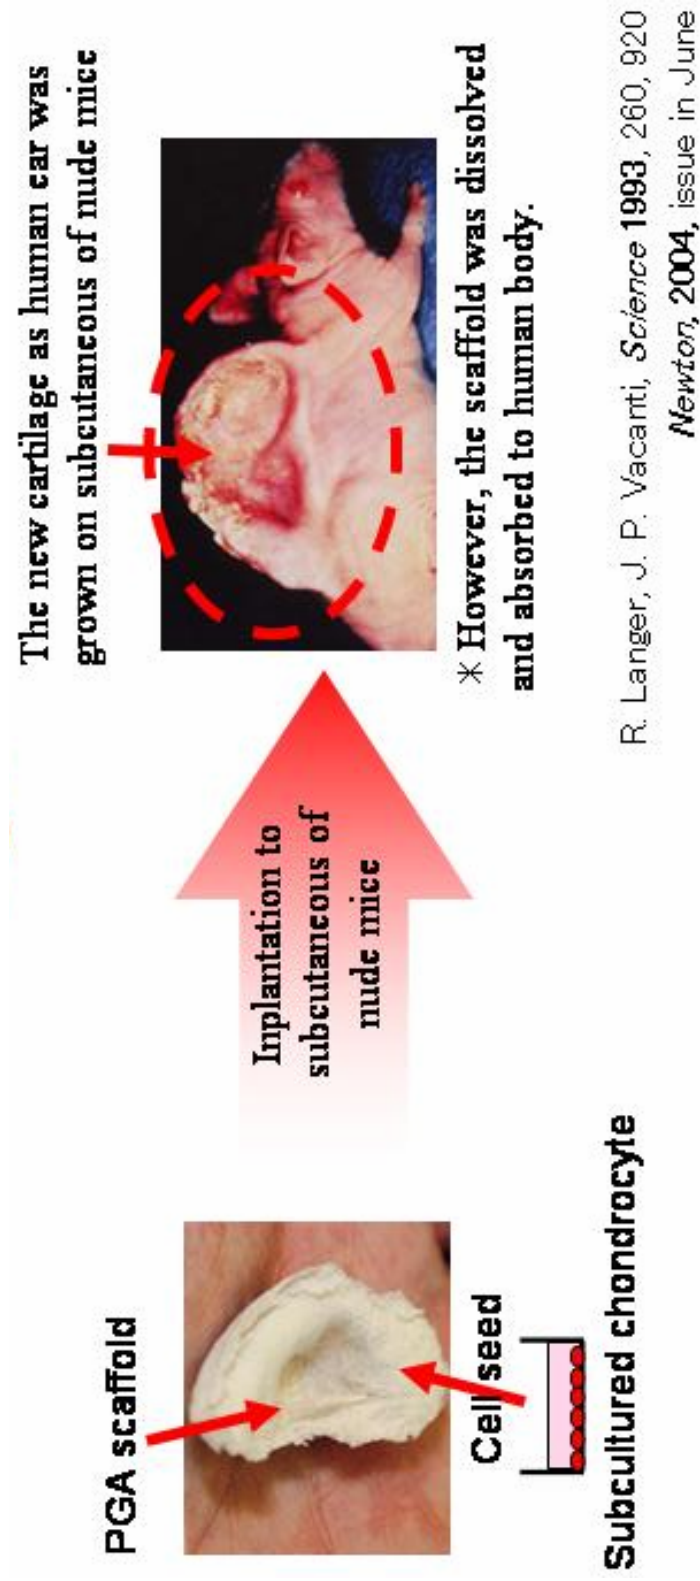 PGA scaffold
Cell seed
Subcultured chondrocyte
Inplantation to
subcutaneous of
nude mice
The new cartilage as human ear was
grown on subcutaneous of nude mice
＊However, the scaffold was dissolved
and absorbed to human body.
R. Langer, J. P. Vacanti, Science 1993, 260, 920
Newton, 2004, issue in June